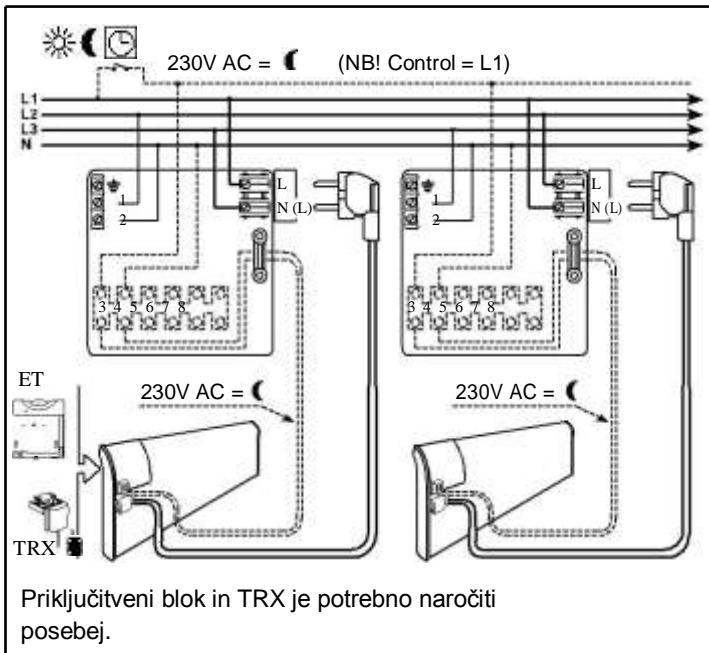 230V AC = (NB! Control = L1)
L1
L2
L3
N
L
N (L)
1
2
3 4 5 6 7 8
L
N (L)
1
2
3 4 5 6 7 8
ET
230V AC =
230V AC =
TRX
Priključitveni blok in TRX je potrebno naročiti
posebej.